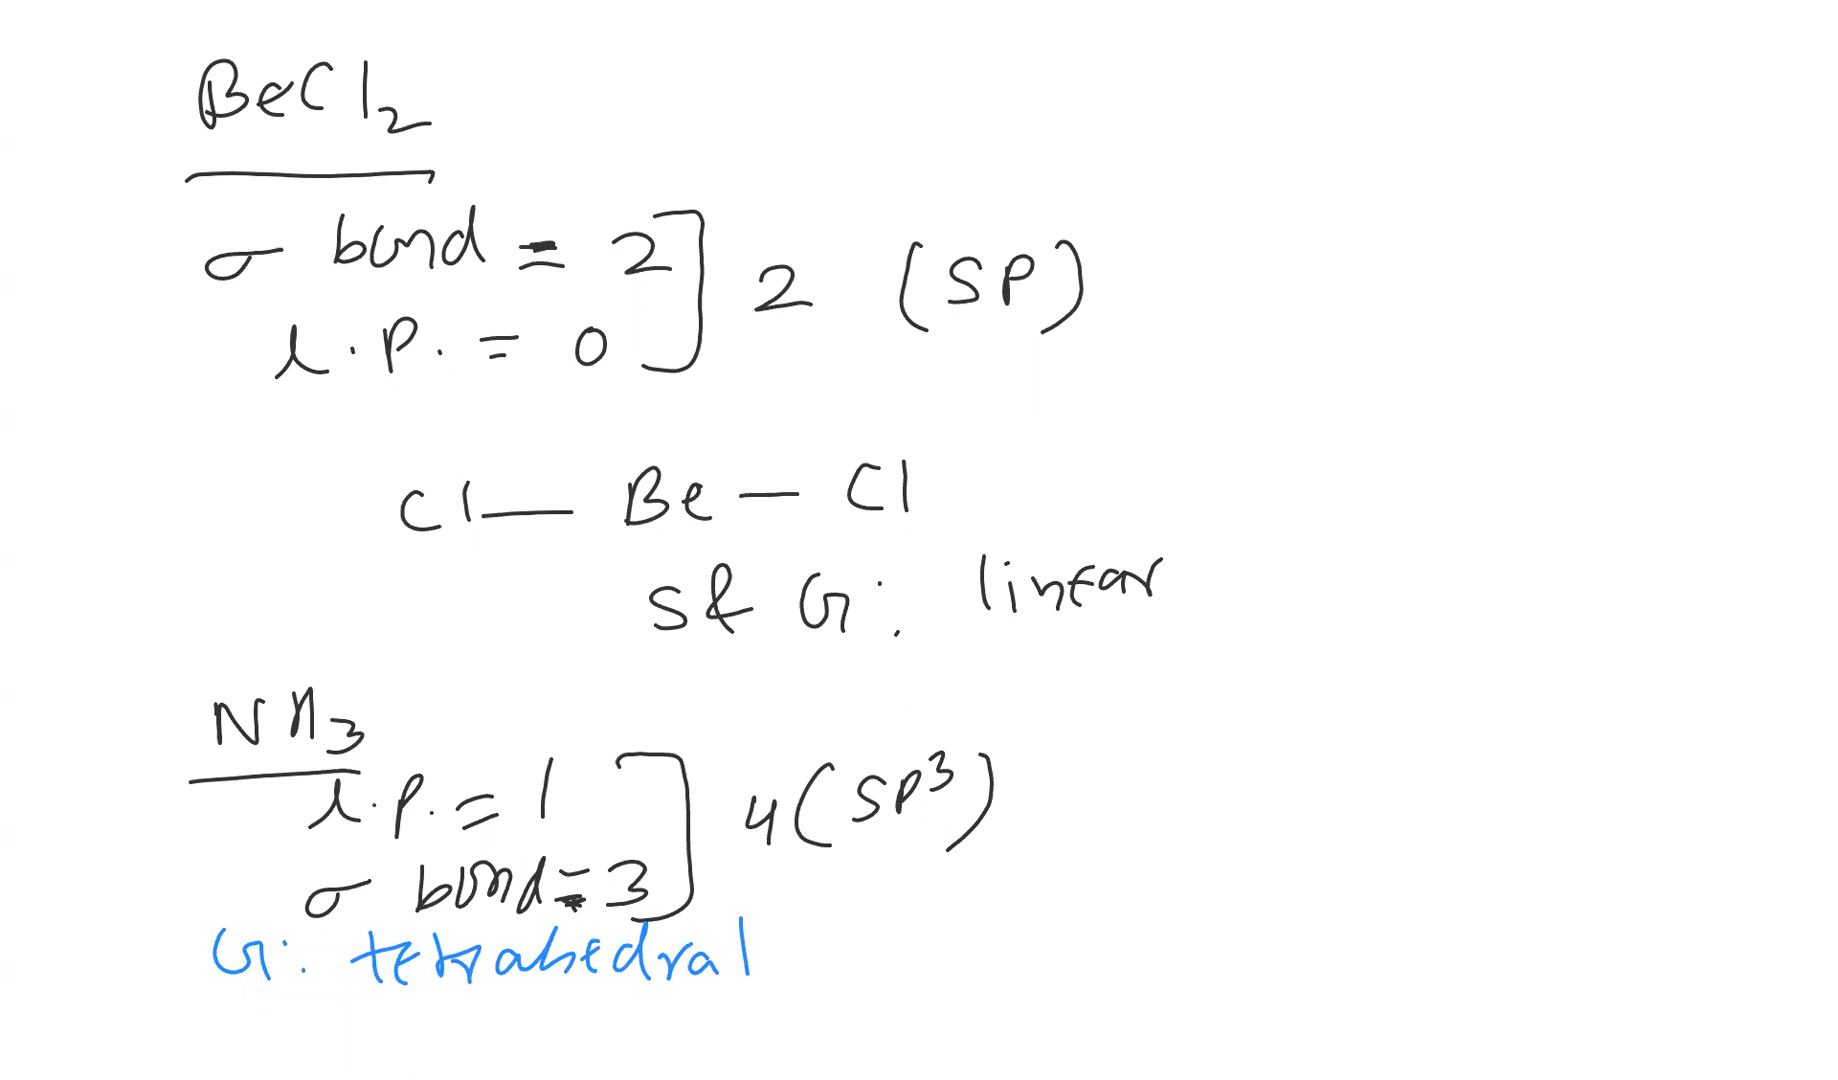 BeCl₂
σ bond = 2 ] 2 (SP)
l.p. = 0
Cl — Be — Cl
S & G: linear
NH₃
l.p. = 1 ] 4 (SP³)
σ bond = 3
G: tetrahedral